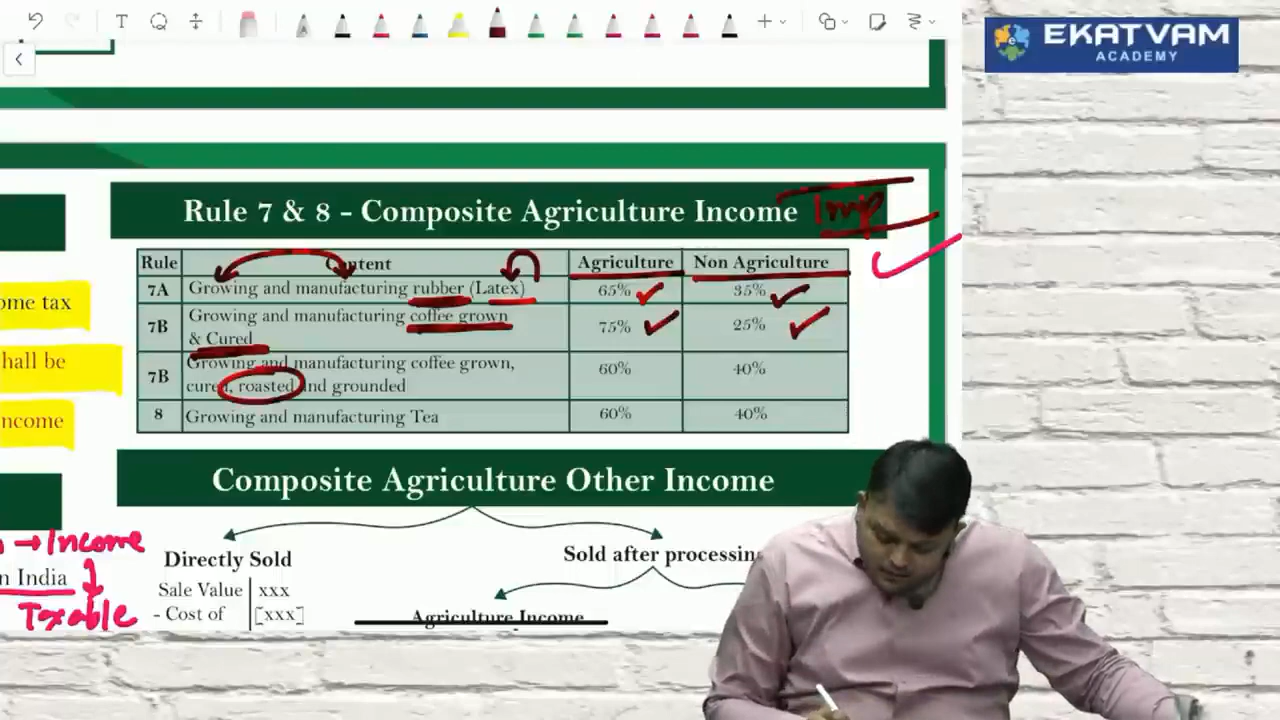 EKATVAM
ACADEMY
Rule 7 & 8 - Composite Agriculture Income Imp
ome tax
hall be
ncome
Rule Content Agriculture Non Agriculture
7A Growing and manufacturing rubber (Latex) 65% 35%
7B Growing and manufacturing coffee grown & Cured 75% 25%
7B Growing and manufacturing coffee grown, cured, roasted and grounded 60% 40%
8 Growing and manufacturing Tea 60% 40%
Composite Agriculture Other Income
→ Income
n India
Taxable
Directly Sold
Sale Value xxx
- Cost of [xxx]
Sold after processin
Agriculture Income